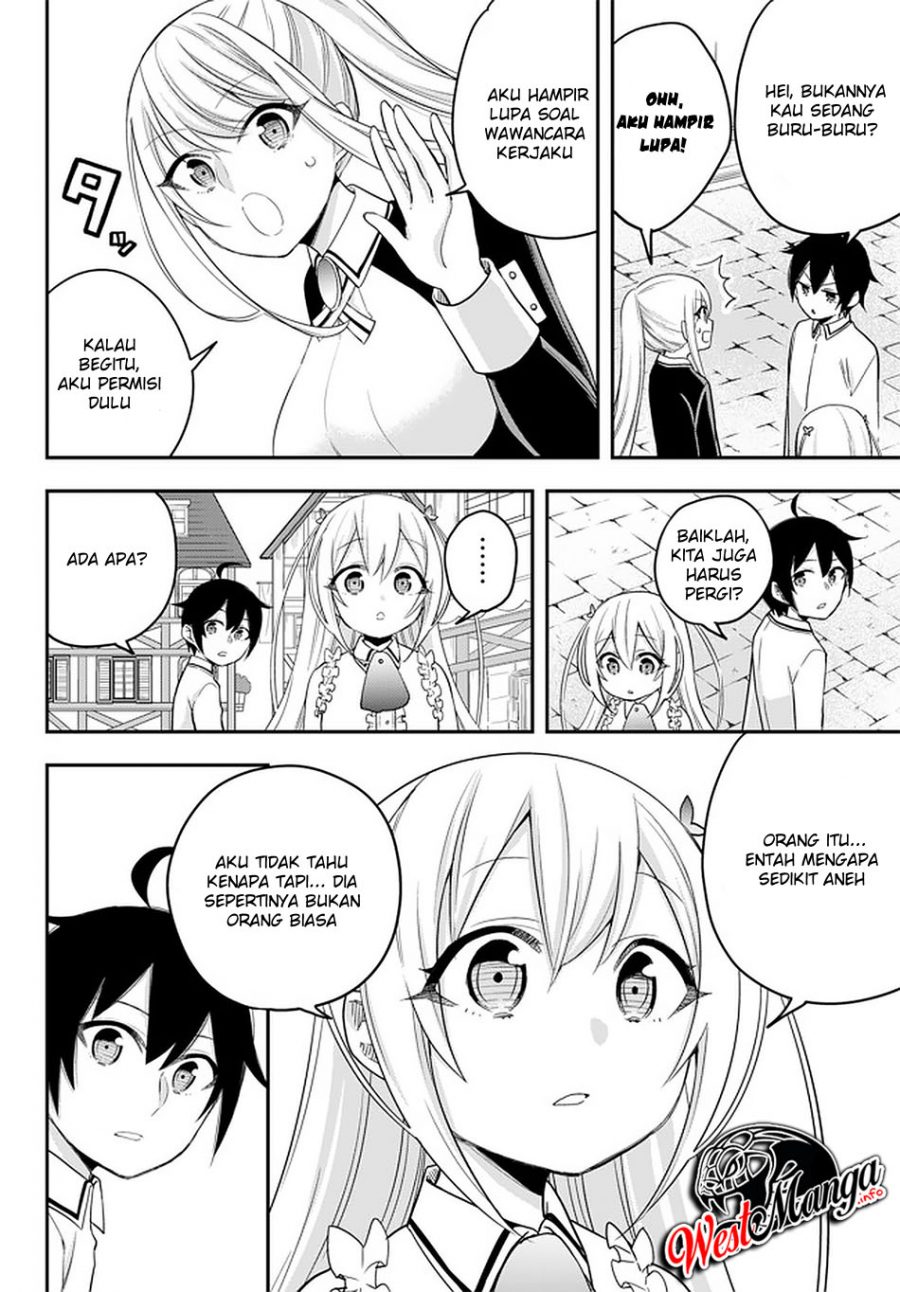 HEI, BUKANNYA
KAU SEDANG
BURU-BURU?
OHH,
AKU HAMPIR
LUPA!
AKU HAMPIR
LUPA SOAL
WAWANCARA
KERJAKU
タッ
KALAU
BEGITU,
AKU PERMISI
DULU
BAIKLAH,
KITA JUGA
HARUS
PERGI?
......
ADA APA?
ORANG ITU...
ENTAH MENGAPA
SEDIKIT ANEH
AKU TIDAK TAHU
KENAPA TAPI... DIA
SEPERTINYA BUKAN
ORANG BIASA
WestManga
.info